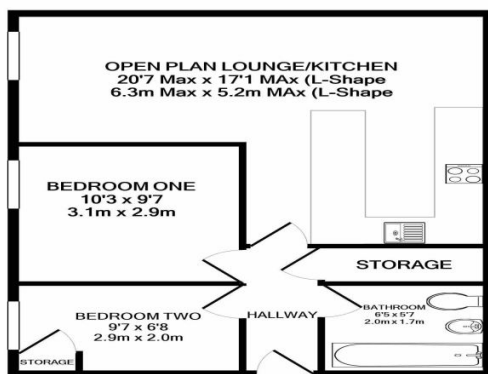 OPEN PLAN LOUNGE/KITCHEN
20'7 Max x 17'1 MAx (L-Shape
6.3m Max x 5.2m MAx (L-Shape
BEDROOM ONE
10'3 x 9'7
3.1m x 2.9m
STORAGE
BEDROOM TWO
9'7 x 6'8
2.9m x 2.0m
HALLWAY
BATHROOM
6'5 x 5'7
2.0m x 1.7m
STORAGE